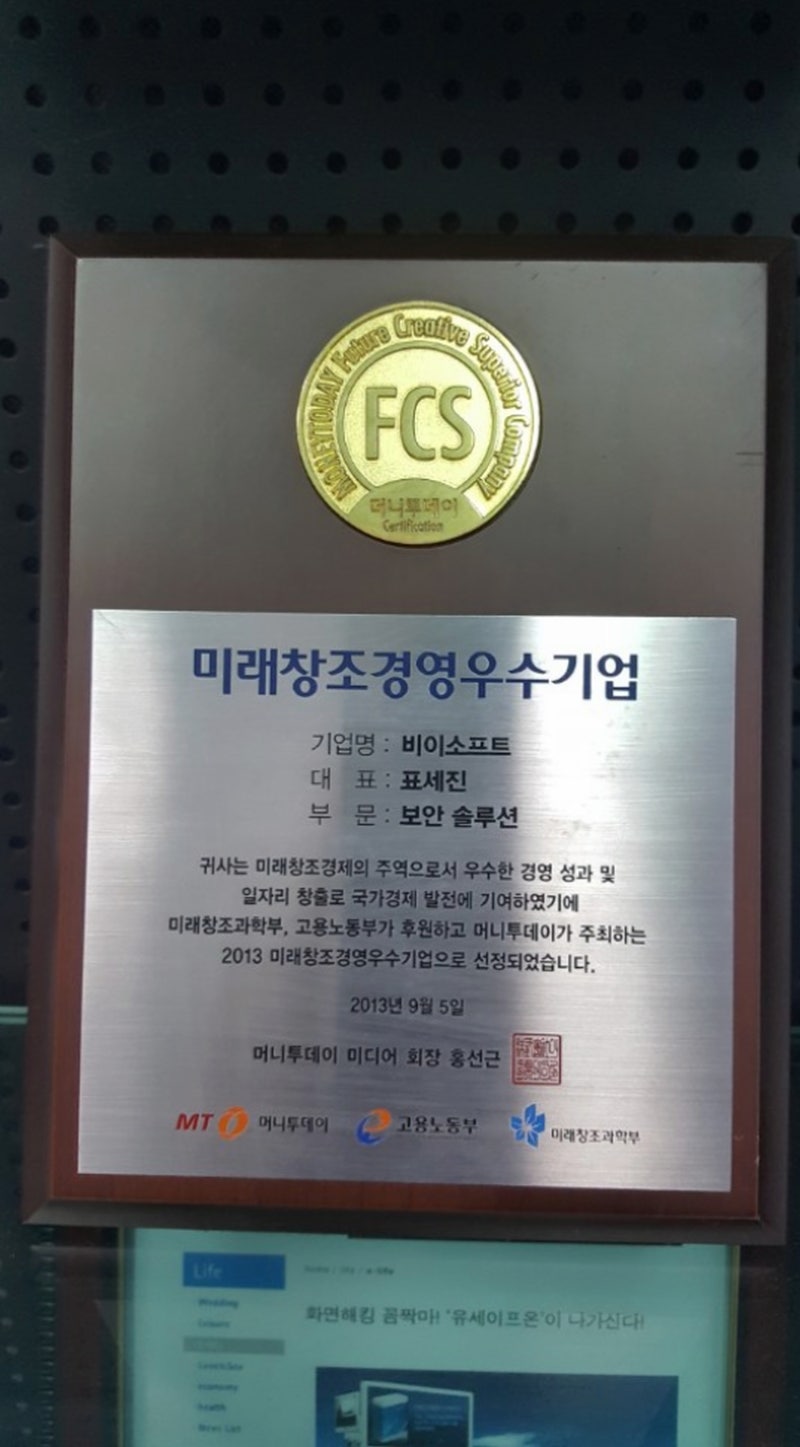 MONEYTODAY Future Creative Superior Company
FCS
머니투데이
Certification
미래창조경영우수기업
기업명 : 비이소프트
대 표 : 표세진
부 문 : 보안 솔루션
귀사는 미래창조경제의 주역으로서 우수한 경영 성과 및
일자리 창출로 국가경제 발전에 기여하였기에
미래창조과학부, 고용노동부가 후원하고 머니투데이가 주최하는
2013 미래창조경영우수기업으로 선정되었습니다.
2013년 9월 5일
머니투데이 미디어 회장 홍선근
MT 머니투데이 고용노동부 미래창조과학부
Life
Wedding
Leisure
economy
health
News List
화면해킹 꼼짝마! '유세이프온'이 나가신다!